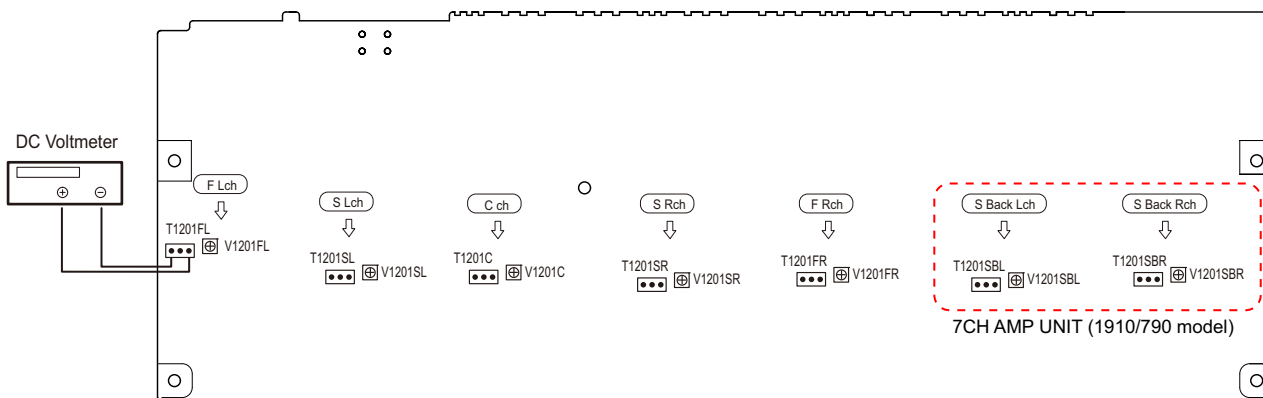 DC Voltmeter
F Lch
S Lch
C ch
S Rch
F Rch
S Back Lch
S Back Rch
T1201FL
V1201FL
T1201SL
V1201SL
T1201C
V1201C
T1201SR
V1201SR
T1201FR
V1201FR
T1201SBL
V1201SBL
T1201SBR
V1201SBR
7CH AMP UNIT (1910/790 model)